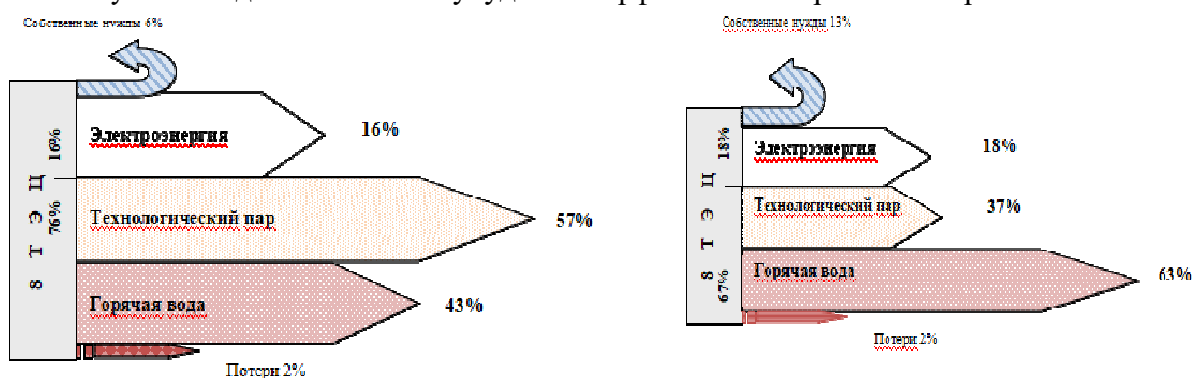 Собственные нужды 6%
Электроэнергия
16%
Технологический пар
57%
Горячая вода
43%
Потери 2%
8 ТЭЦ
76% 16%
Собственные нужды 13%
Электроэнергия
18%
Технологический пар
37%
Горячая вода
63%
Потери 2%
8 ТЭЦ
67% 18%